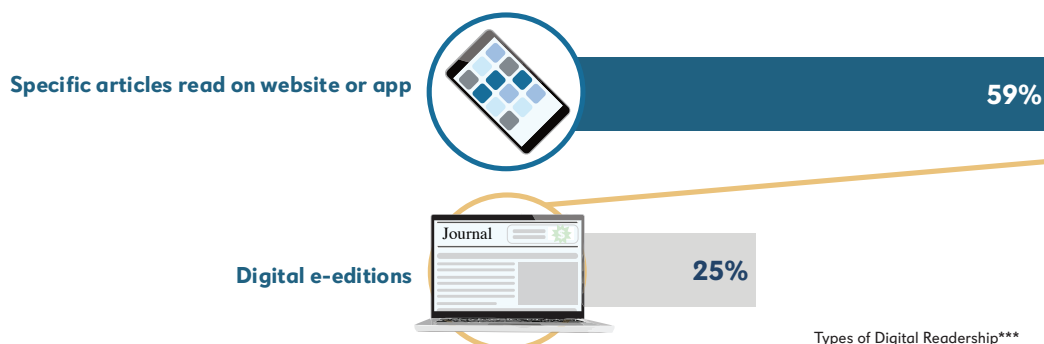 Specific articles read on website or app
59%
Journal
$
Digital e-editions
25%
Types of Digital Readership***